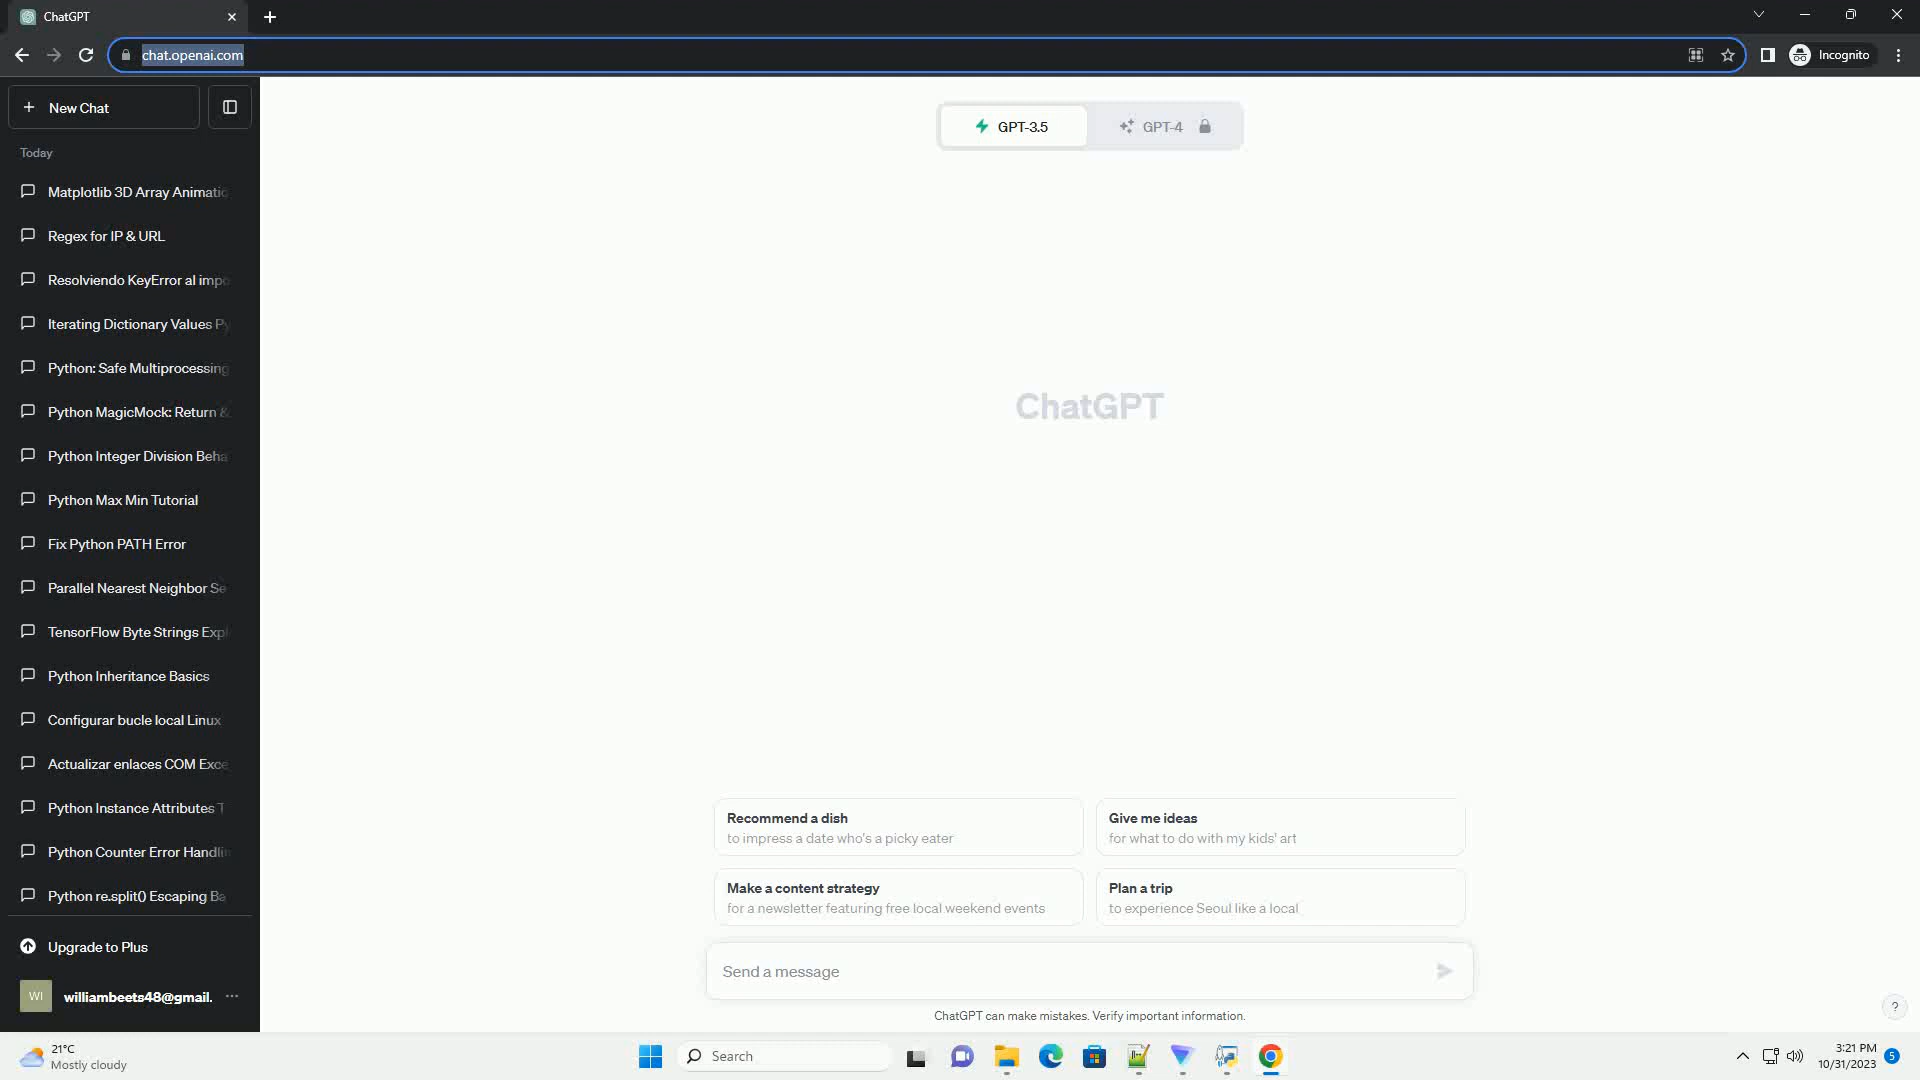 ChatGPT
chat.openai.com
Incognito
New Chat
Today
Matplotlib 3D Array Animatio
Regex for IP & URL
Resolviendo KeyError al impo
Iterating Dictionary Values Py
Python: Safe Multiprocessing
Python MagicMock: Return &
Python Integer Division Beha
Python Max Min Tutorial
Fix Python PATH Error
Parallel Nearest Neighbor Se
TensorFlow Byte Strings Expl
Python Inheritance Basics
Configurar bucle local Linux
Actualizar enlaces COM Exce
Python Instance Attributes T
Python Counter Error Handlin
Python re.split() Escaping Ba
Upgrade to Plus
WI
williambeets48@gmail.
GPT-3.5
GPT-4
ChatGPT
Recommend a dish
to impress a date who's a picky eater
Give me ideas
for what to do with my kids' art
Make a content strategy
for a newsletter featuring free local weekend events
Plan a trip
to experience Seoul like a local
Send a message
ChatGPT can make mistakes. Verify important information.
?
21°C
Mostly cloudy
Search
3:21 PM
10/31/2023
5